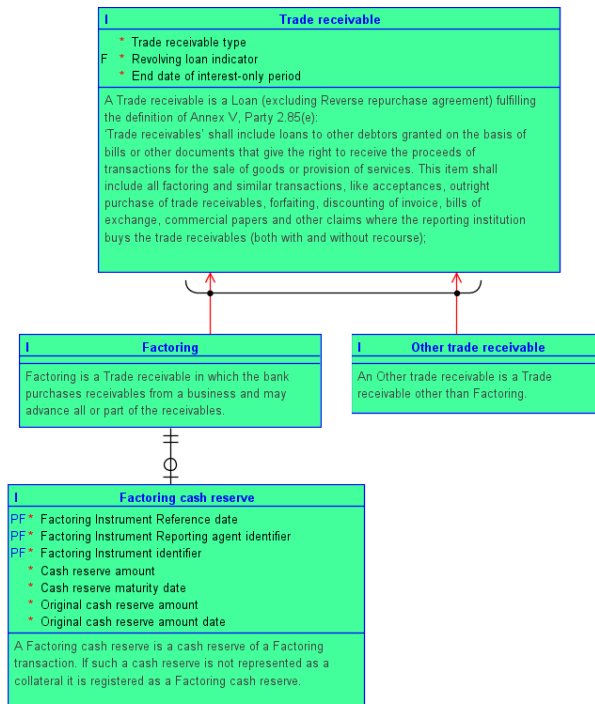 I Trade receivable
* Trade receivable type
F * Revolving loan indicator
* End date of interest-only period
A Trade receivable is a Loan (excluding Reverse repurchase agreement) fulfilling
the definition of Annex V, Party 2.85(e):
'Trade receivables' shall include loans to other debtors granted on the basis of
bills or other documents that give the right to receive the proceeds of
transactions for the sale of goods or provision of services. This item shall
include all factoring and similar transactions, like acceptances, outright
purchase of trade receivables, forfaiting, discounting of invoice, bills of
exchange, commercial papers and other claims where the reporting institution
buys the trade receivables (both with and without recourse);
I Factoring
Factoring is a Trade receivable in which the bank
purchases receivables from a business and may
advance all or part of the receivables.
I Other trade receivable
An Other trade receivable is a Trade
receivable other than Factoring.
I Factoring cash reserve
PF * Factoring Instrument Reference date
PF * Factoring Instrument Reporting agent identifier
PF * Factoring Instrument identifier
* Cash reserve amount
* Cash reserve maturity date
* Original cash reserve amount
* Original cash reserve amount date
A Factoring cash reserve is a cash reserve of a Factoring
transaction. If such a cash reserve is not represented as a
collateral it is registered as a Factoring cash reserve.